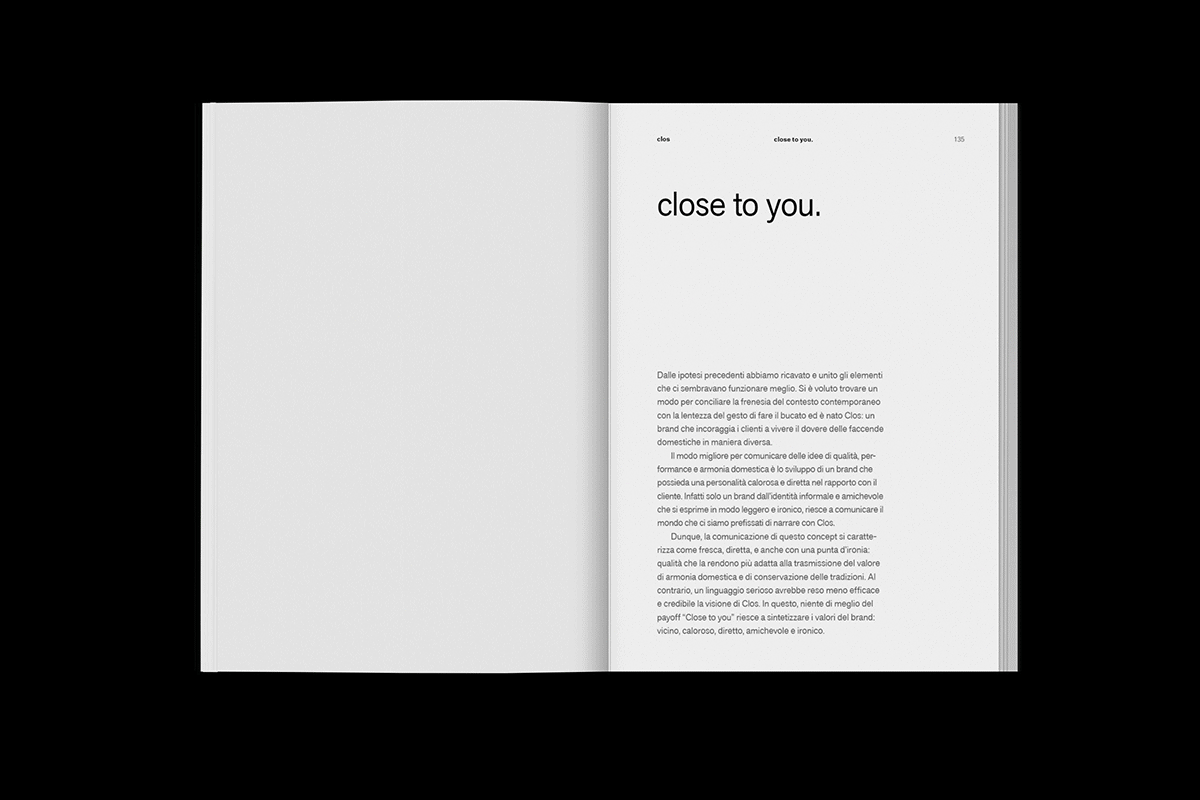 clos close to you. 135
close to you.
Dalle ipotesi precedenti abbiamo ricavato e unito gli elementi
che ci sembravano funzionare meglio. Si è voluto trovare un
modo per conciliare la frenesia del contesto contemporaneo
con la lentezza del gesto di fare il bucato ed è nato Clos: un
brand che incoraggia i clienti a vivere il dovere delle faccende
domestiche in maniera diversa.
Il modo migliore per comunicare delle idee di qualità, per-
formance e armonia domestica è lo sviluppo di un brand che
possieda una personalità calorosa e diretta nel rapporto con il
cliente. Infatti solo un brand dall'identità informale e amichevole
che si esprime in modo leggero e ironico, riesce a comunicare il
mondo che ci siamo prefissati di narrare con Clos.
Dunque, la comunicazione di questo concept si caratte-
rizza come fresca, diretta, e anche con una punta d'ironia:
qualità che la rendono più adatta alla trasmissione del valore
di armonia domestica e di conservazione delle tradizioni. Al
contrario, un linguaggio serioso avrebbe reso meno efficace
e credibile la visione di Clos. In questo, niente di meglio del
payoff “Close to you” riesce a sintetizzare i valori del brand:
vicino, caloroso, diretto, amichevole e ironico.